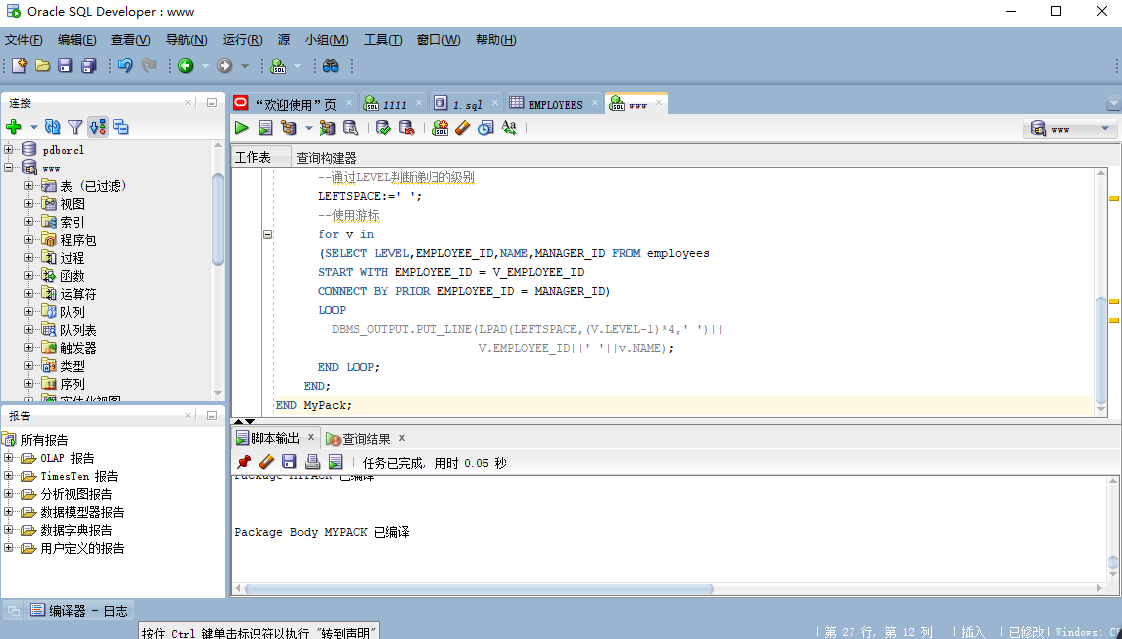 Oracle SQL Developer : www
文件(F) 编辑(E) 查看(V) 导航(N) 运行(R) 源 小组(M) 工具(T) 窗口(W) 帮助(H)
连接
pdborcl
www
表 (已过滤)
视图
索引
程序包
过程
函数
运算符
队列
队列表
触发器
类型
序列
实体化视图
报告
所有报告
OLAP 报告
TimesTen 报告
分析视图报告
数据模型器报告
数据字典报告
用户定义的报告
“欢迎使用”页 1111 1.sql EMPLOYEES www
www
工作表 查询构建器
--通过LEVEL判断递归的级别
LEFTSPACE:=' ';
--使用游标
for v in
(SELECT LEVEL,EMPLOYEE_ID,NAME,MANAGER_ID FROM employees
START WITH EMPLOYEE_ID = V_EMPLOYEE_ID
CONNECT BY PRIOR EMPLOYEE_ID = MANAGER_ID)
LOOP
DBMS_OUTPUT.PUT_LINE(LPAD(LEFTSPACE,(V.LEVEL-1)*4,' ')||
V.EMPLOYEE_ID||' '||v.NAME);
END LOOP;
END;
END MyPack;
脚本输出 x 查询结果 x
任务已完成, 用时 0.05 秒
Package MYPACK 已编译
Package Body MYPACK 已编译
编译器 - 日志
按住 Ctrl 键单击标识符以执行 "转到声明"
第 27 行, 第 12 列 插入 已修改 Windows: CF